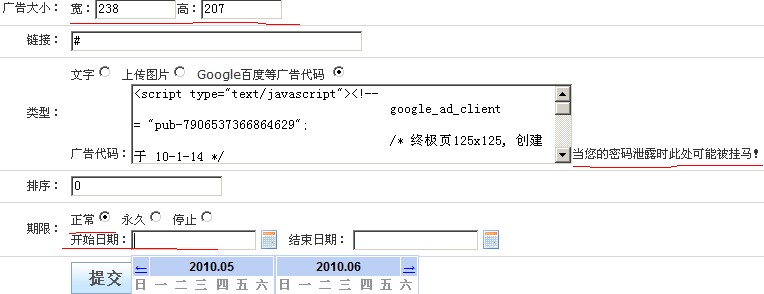 广告大小： 宽：238 高：207
链接： #
文字 上传图片 Google百度等广告代码
类型：
<script type="text/javascript"><!--
google_ad_client
= "pub-7906537366864629";
/* 终极页125x125, 创建
广告代码： 于 10-1-14 */ 当您的密码泄露时此处可能被挂马！
排序： 0
正常 永久 停止
期限：
开始日期： 结束日期：
提交 ← 2010.05 2010.06 →
日 一 二 三 四 五 六 日 一 二 三 四 五 六